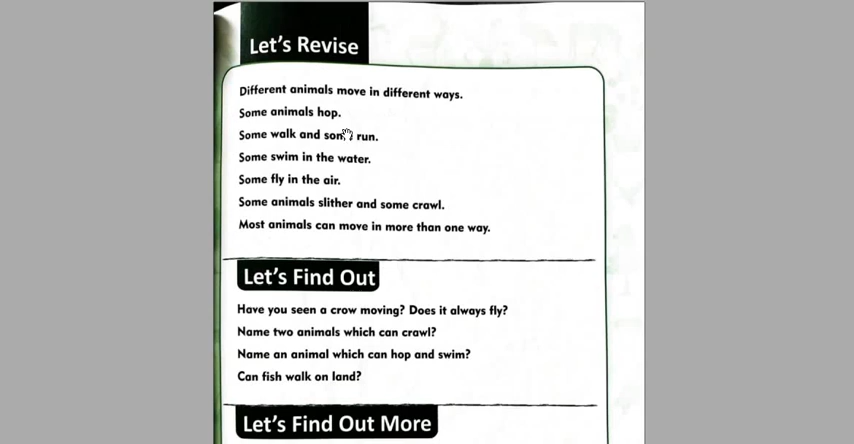 Let's Revise
Different animals move in different ways.
Some animals hop.
Some walk and some run.
Some swim in the water.
Some fly in the air.
Some animals slither and some crawl.
Most animals can move in more than one way.
Let's Find Out
Have you seen a crow moving? Does it always fly?
Name two animals which can crawl?
Name an animal which can hop and swim?
Can fish walk on land?
Let's Find Out More